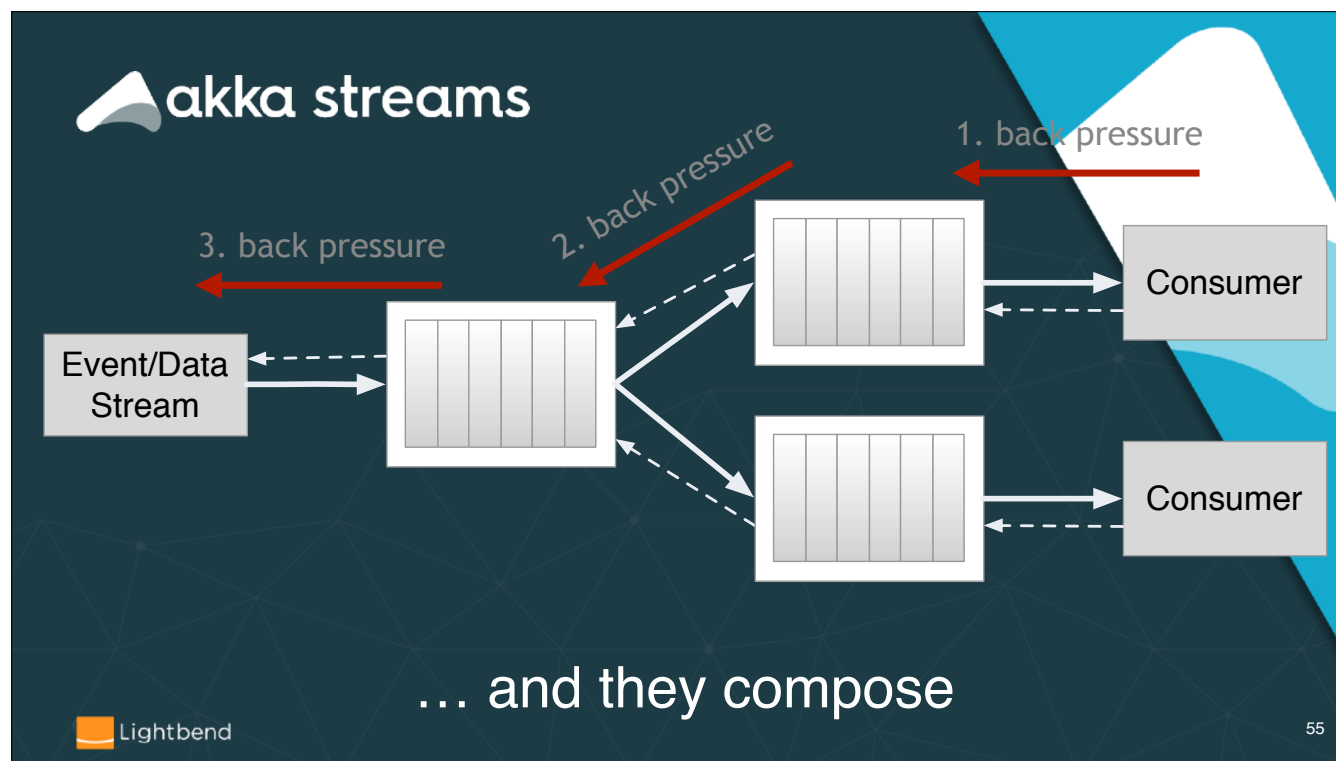 akka streams
1. back pressure
2. back pressure
3. back pressure
Event/Data
Stream
Consumer
Consumer
… and they compose
Lightbend
55